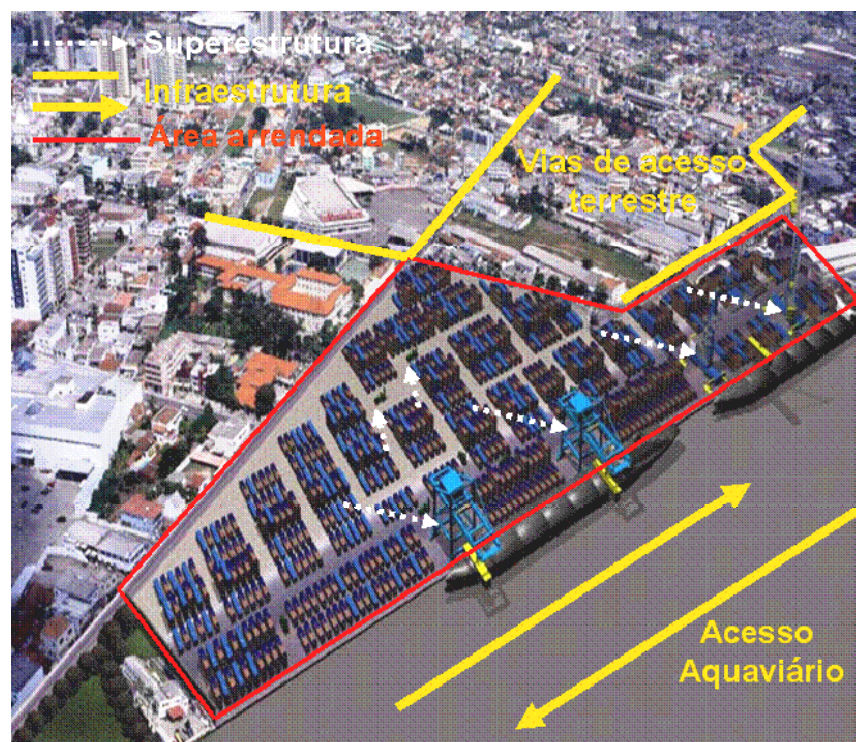 Superestrutura
Infraestrutura
Área arrendada
Vias de acesso
terrestre
Acesso
Aquaviário